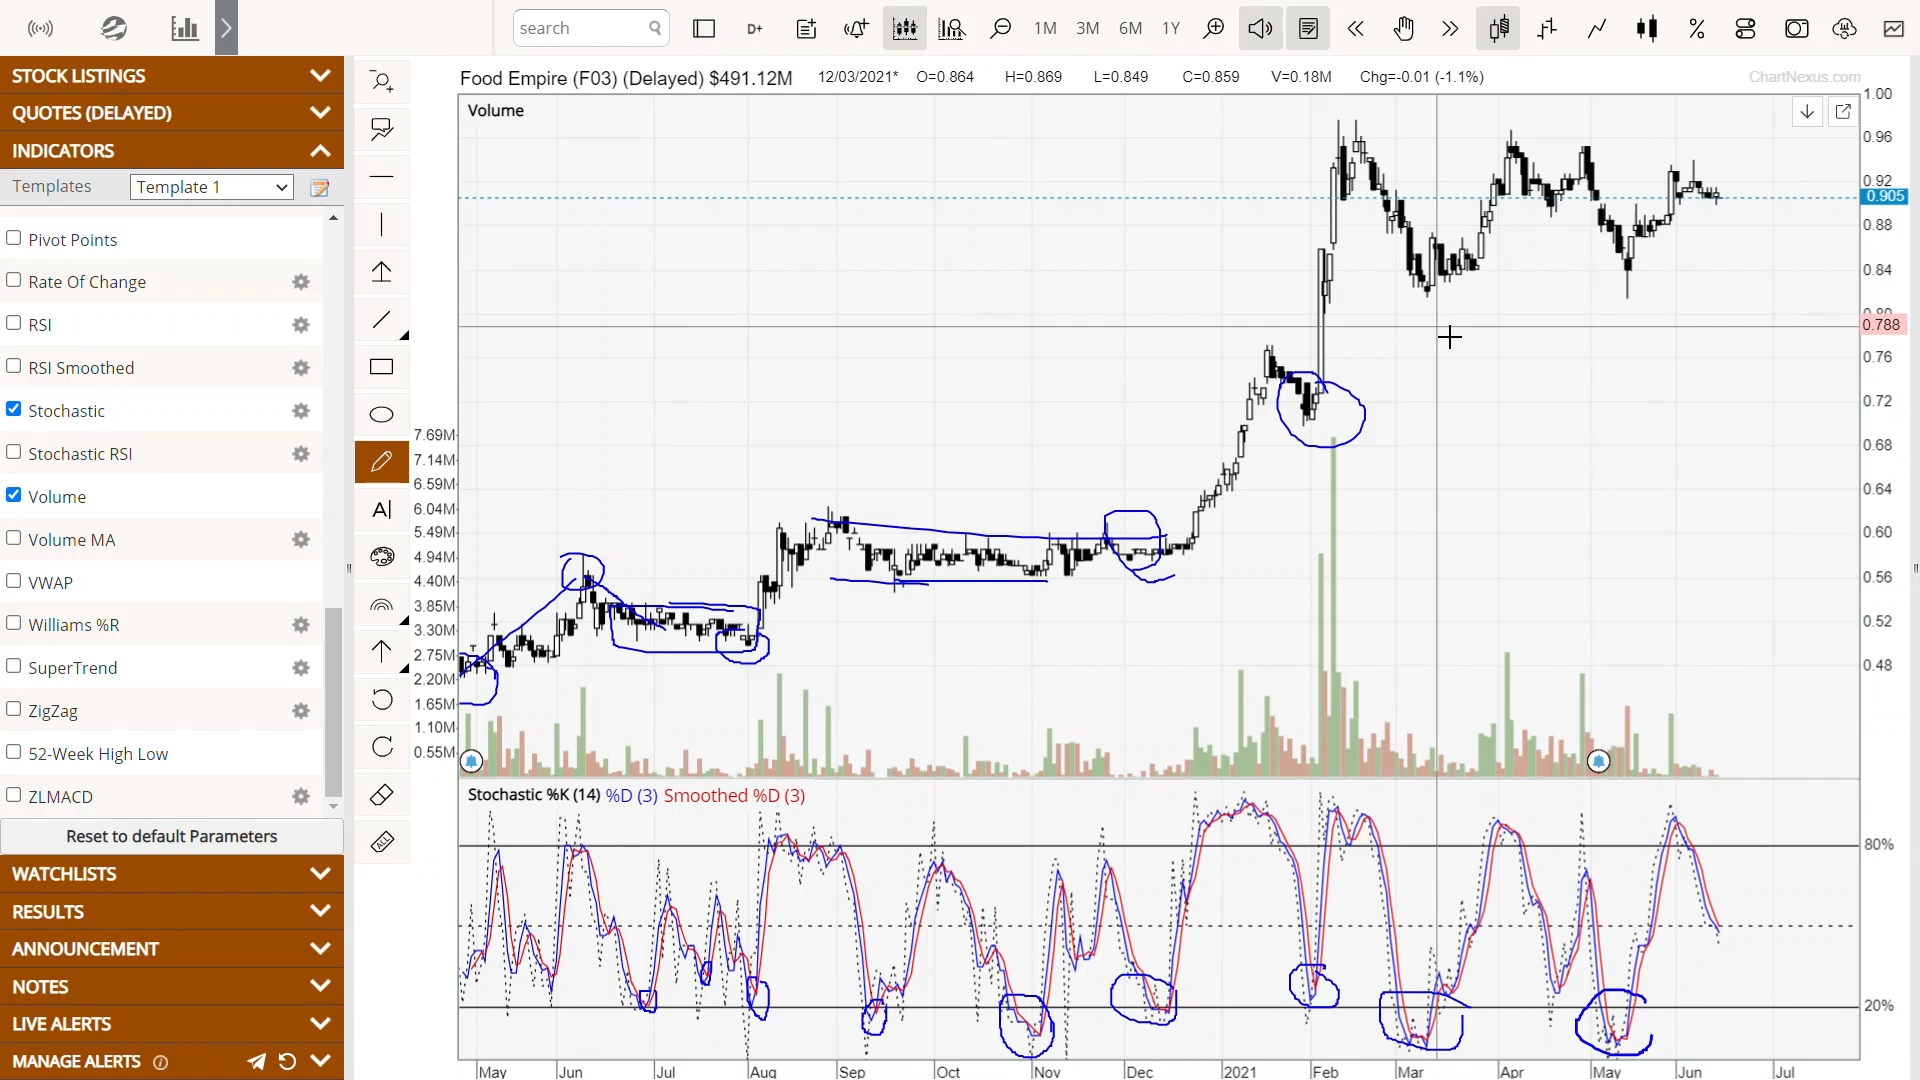 search
D+
1M 3M 6M 1Y
STOCK LISTINGS
QUOTES (DELAYED)
INDICATORS
Templates Template 1
Pivot Points
Rate Of Change
RSI
RSI Smoothed
Stochastic
Stochastic RSI
Volume
Volume MA
VWAP
Williams %R
SuperTrend
ZigZag
52-Week High Low
ZLMACD
Reset to default Parameters
WATCHLISTS
RESULTS
ANNOUNCEMENT
NOTES
LIVE ALERTS
MANAGE ALERTS
A|
ALL
Food Empire (F03) (Delayed) $491.12M 12/03/2021* O=0.864 H=0.869 L=0.849 C=0.859 V=0.18M Chg=-0.01 (-1.1%)
ChartNexus.com
Volume
1.00
0.96
0.92
0.905
0.88
0.84
0.80
0.788
0.76
0.72
0.68
0.64
0.60
0.56
0.52
0.48
7.69M
7.14M
6.59M
6.04M
5.49M
4.94M
4.40M
3.85M
3.30M
2.75M
2.20M
1.65M
1.10M
0.55M
Stochastic %K (14) %D (3) Smoothed %D (3)
80%
20%
May Jun Jul Aug Sep Oct Nov Dec 2021 Feb Mar Apr May Jun Jul